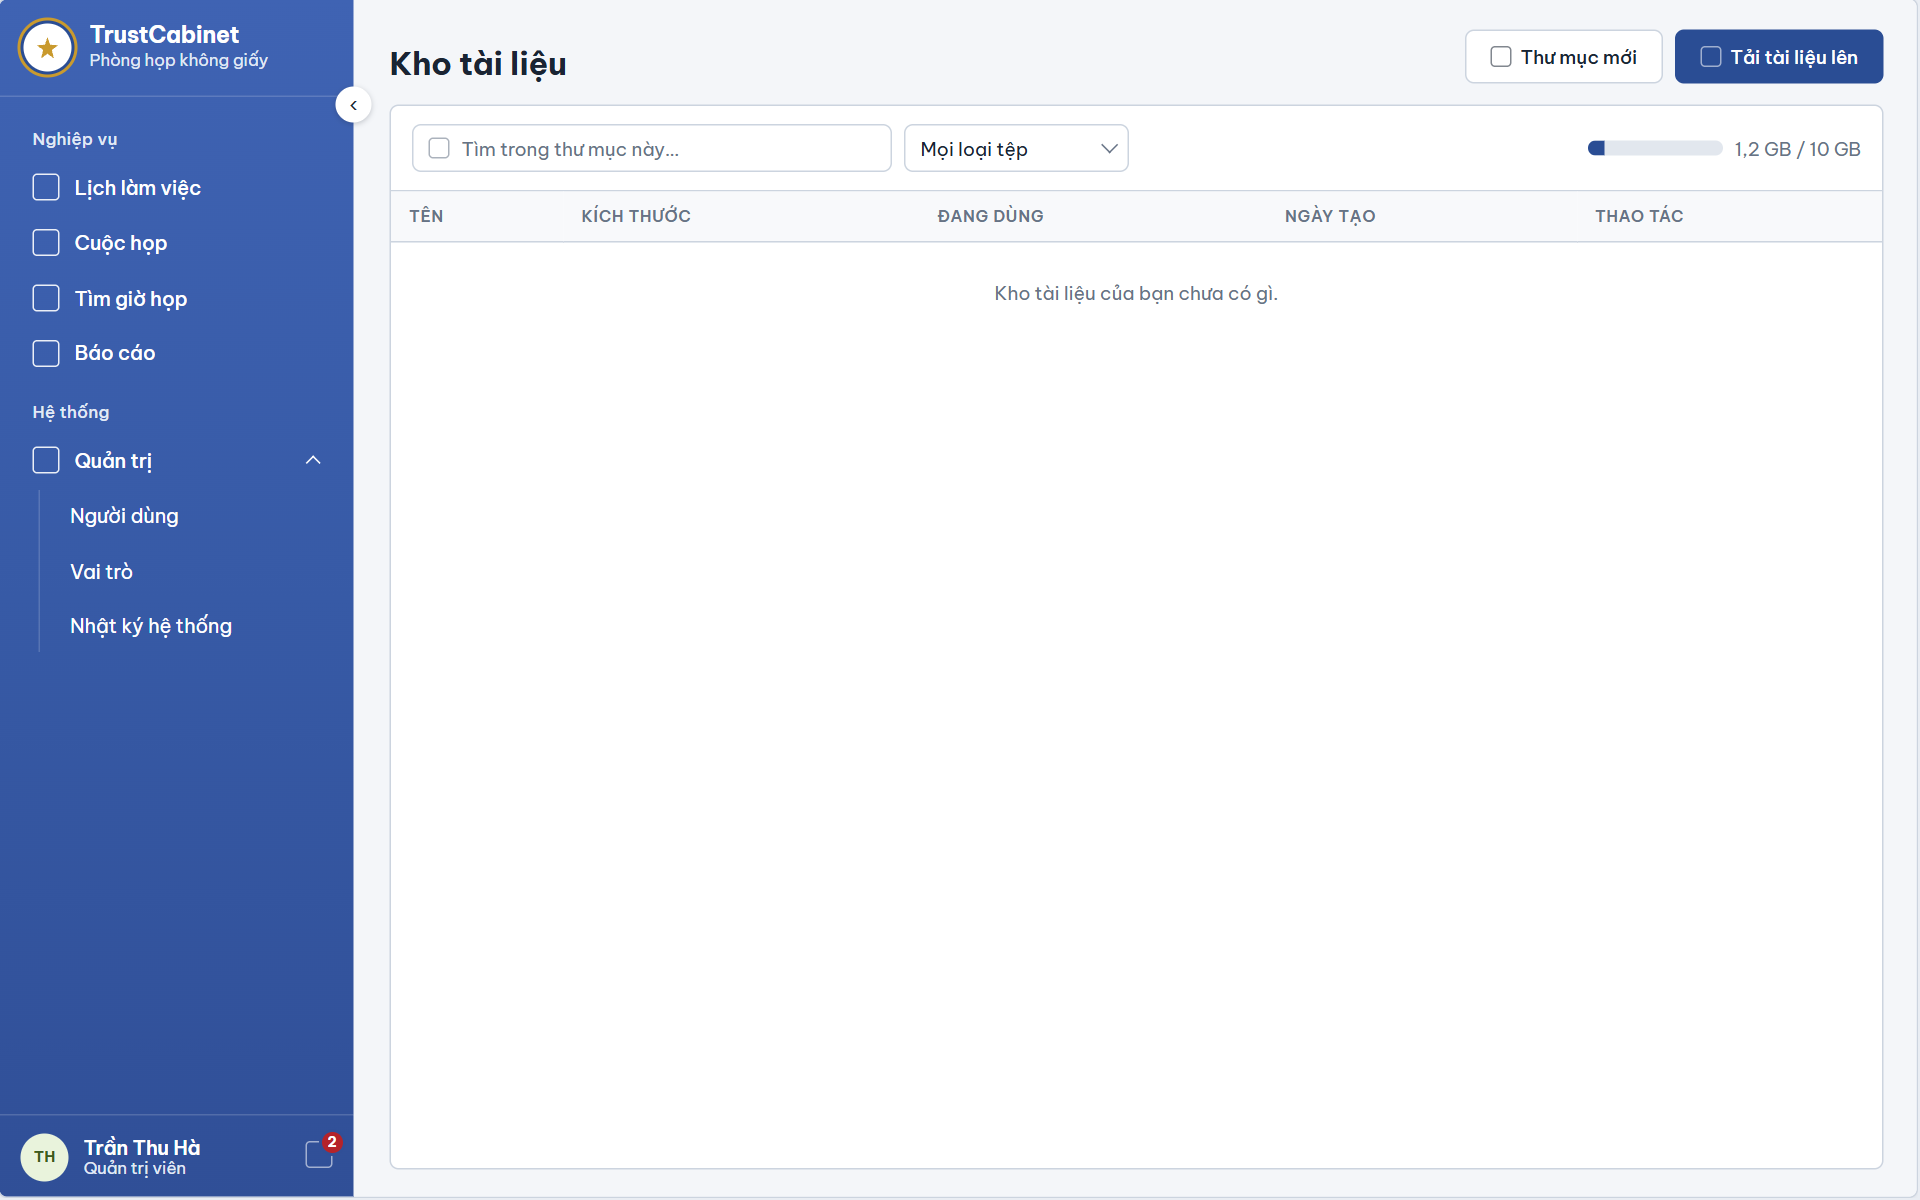 TrustCabinet
Phòng họp không giấy
Nghiệp vụ
Lịch làm việc
Cuộc họp
Tìm giờ họp
Báo cáo
Hệ thống
Quản trị
Người dùng
Vai trò
Nhật ký hệ thống
TH
Trần Thu Hà
Quản trị viên
2
Kho tài liệu
Thư mục mới
Tải tài liệu lên
Tìm trong thư mục này...
Mọi loại tệp
1,2 GB / 10 GB
TÊN KÍCH THƯỚC ĐANG DÙNG NGÀY TẠO THAO TÁC
Kho tài liệu của bạn chưa có gì.